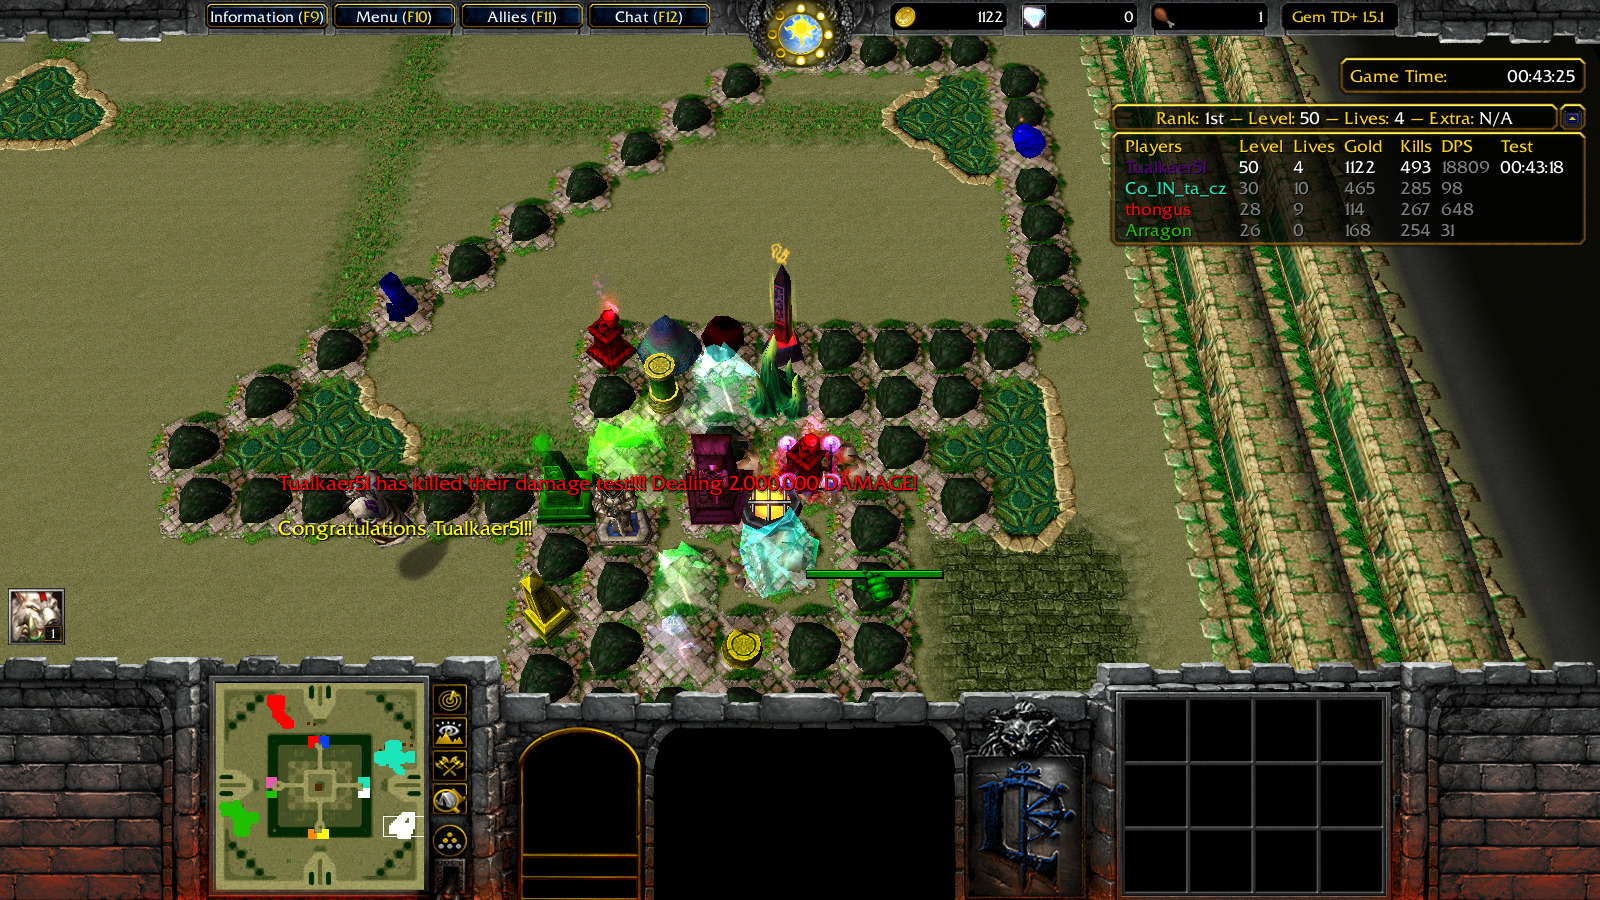 Information (F9) Menu (F10) Allies (F11) Chat (F12) 1122 0 1 Gem TD+ 1.5.1
Game Time: 00:43:25
Rank: 1st — Level: 50 — Lives: 4 — Extra: N/A
Players Level Lives Gold Kills DPS Test
Tualkaer51 50 4 1122 493 18809 00:43:18
Co_IN_ta_cz 30 10 465 285 98
thongus 28 9 114 267 648
Arragon 26 0 168 254 31
Tualkaer51 has killed their damage test!!!! Dealing 2.000000 DAMAGE!
Congratulations Tualkaer51!!
1